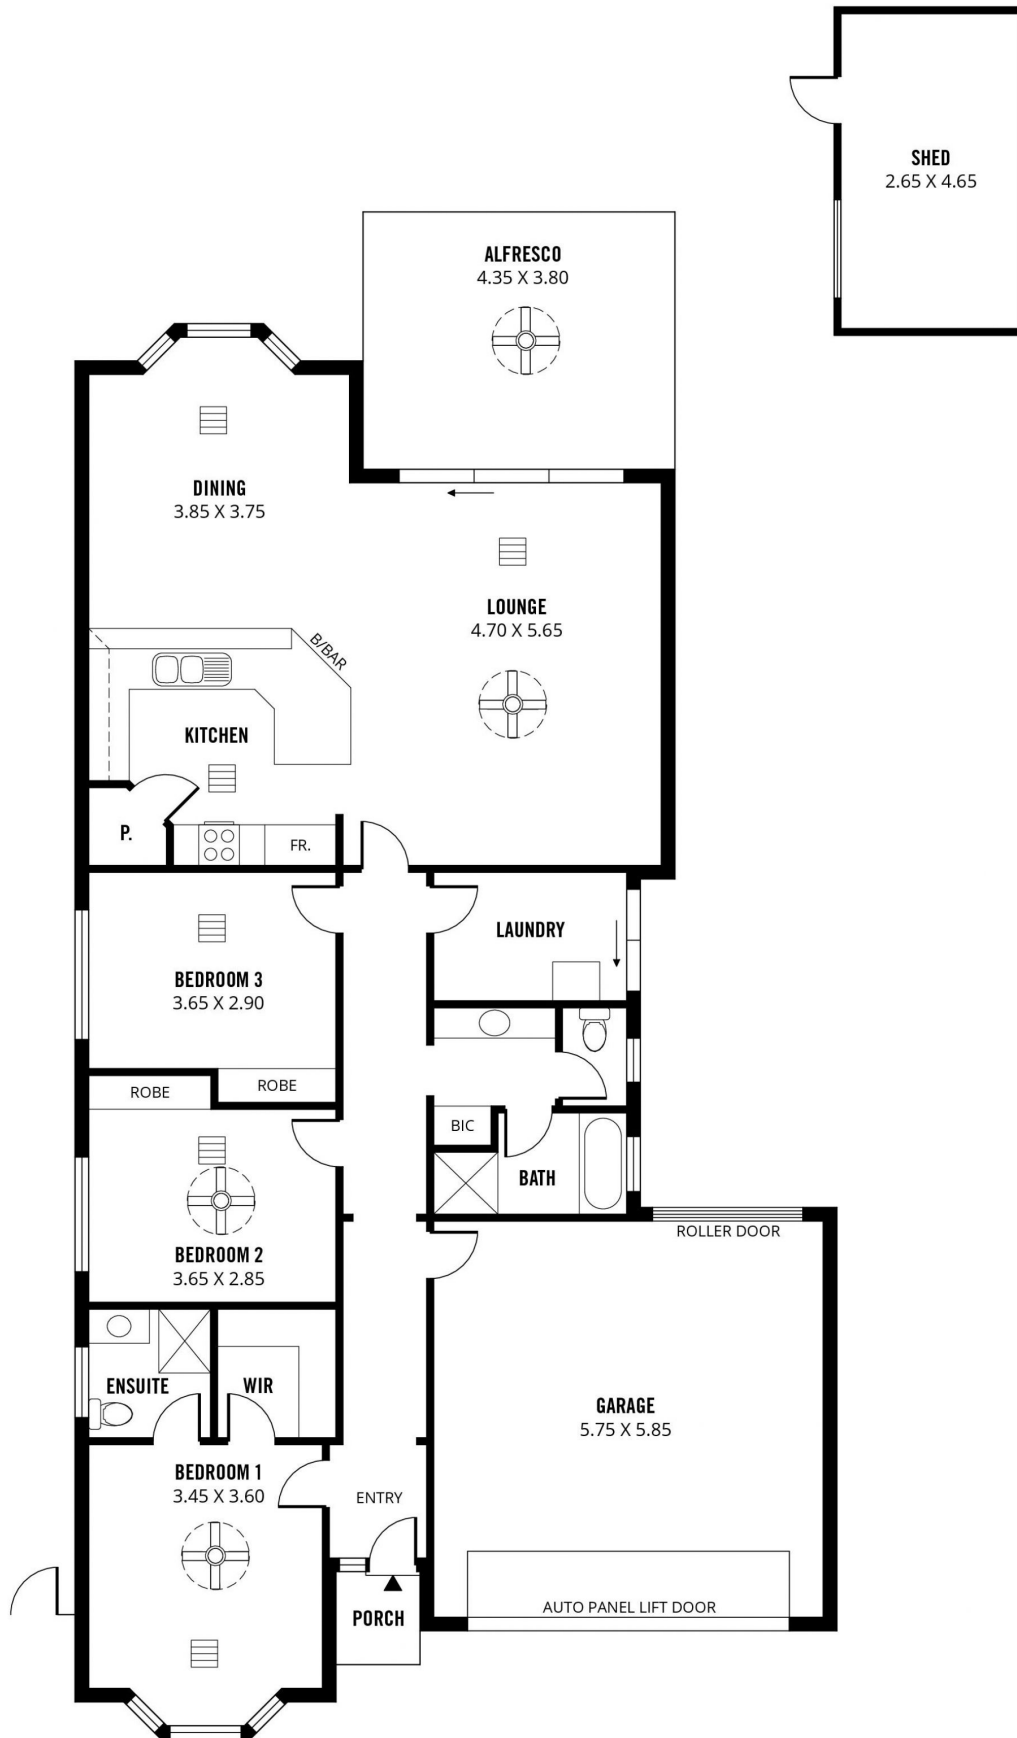 SHED
2.65 X 4.65
ALFRESCO
4.35 X 3.80
DINING
3.85 X 3.75
LOUNGE
4.70 X 5.65
B/BAR
KITCHEN
P.
FR.
LAUNDRY
BEDROOM 3
3.65 X 2.90
ROBE
ROBE
BIC
BATH
ROLLER DOOR
BEDROOM 2
3.65 X 2.85
ENSUITE
WIR
GARAGE
5.75 X 5.85
BEDROOM 1
3.45 X 3.60
ENTRY
PORCH
AUTO PANEL LIFT DOOR